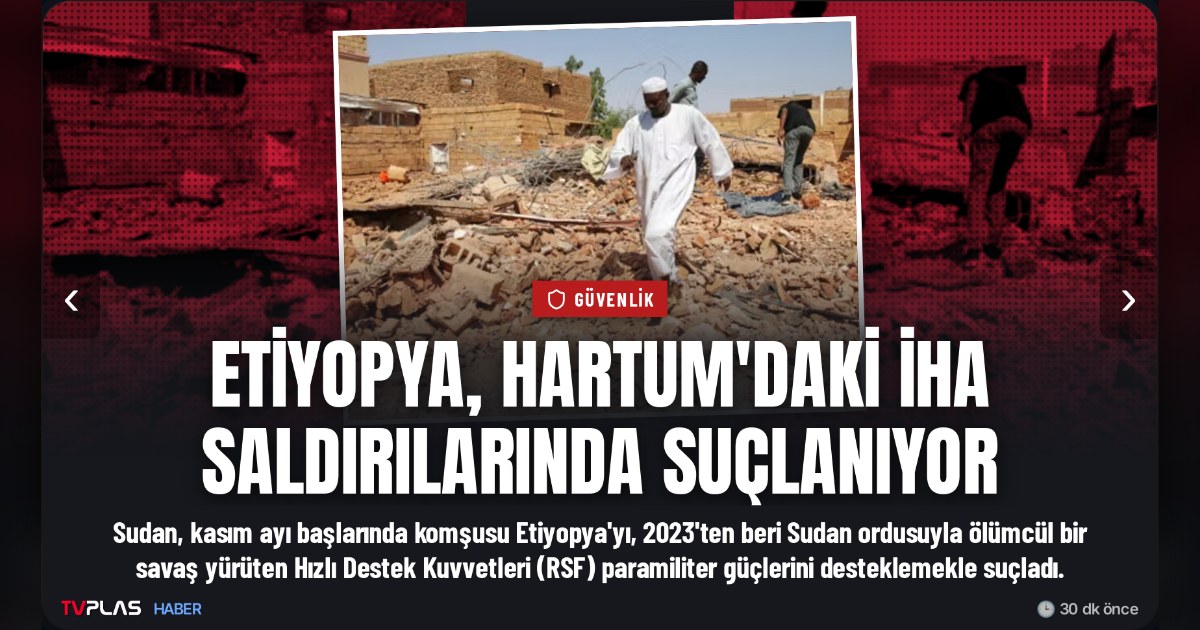 GÜVENLİK
ETİYOPYA, HARTUM'DAKİ İHA
SALDIRILARINDA SUÇLANIYOR
Sudan, kasım ayı başlarında komşusu Etiyopya'yı, 2023'ten beri Sudan ordusuyla ölümcül bir
savaş yürüten Hızlı Destek Kuvvetleri (RSF) paramiliter güçlerini desteklemekle suçladı.
TVPLAS HABER
30 dk önce